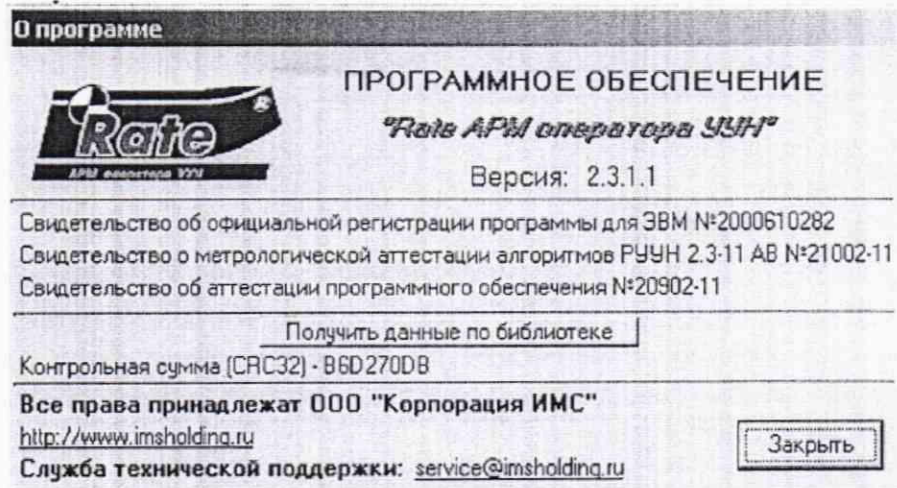 О программе
ПРОГРАММНОЕ ОБЕСПЕЧЕНИЕ
"Rate АРМ оператора УУН"
Rate
®
АРМ оператора УУН
Версия: 2.3.1.1
Свидетельство об официальной регистрации программы для ЭВМ №2000610282
Свидетельство о метрологической аттестации алгоритмов РУУН 2.3-11 АВ №21002-11
Свидетельство об аттестации программного обеспечения №20902-11
Получить данные по библиотеке
Контрольная сумма (CRC32) - B6D270DB
Все права принадлежат ООО "Корпорация ИМС"
http://www.imsholding.ru
Закрыть
Служба технической поддержки: service@imsholding.ru